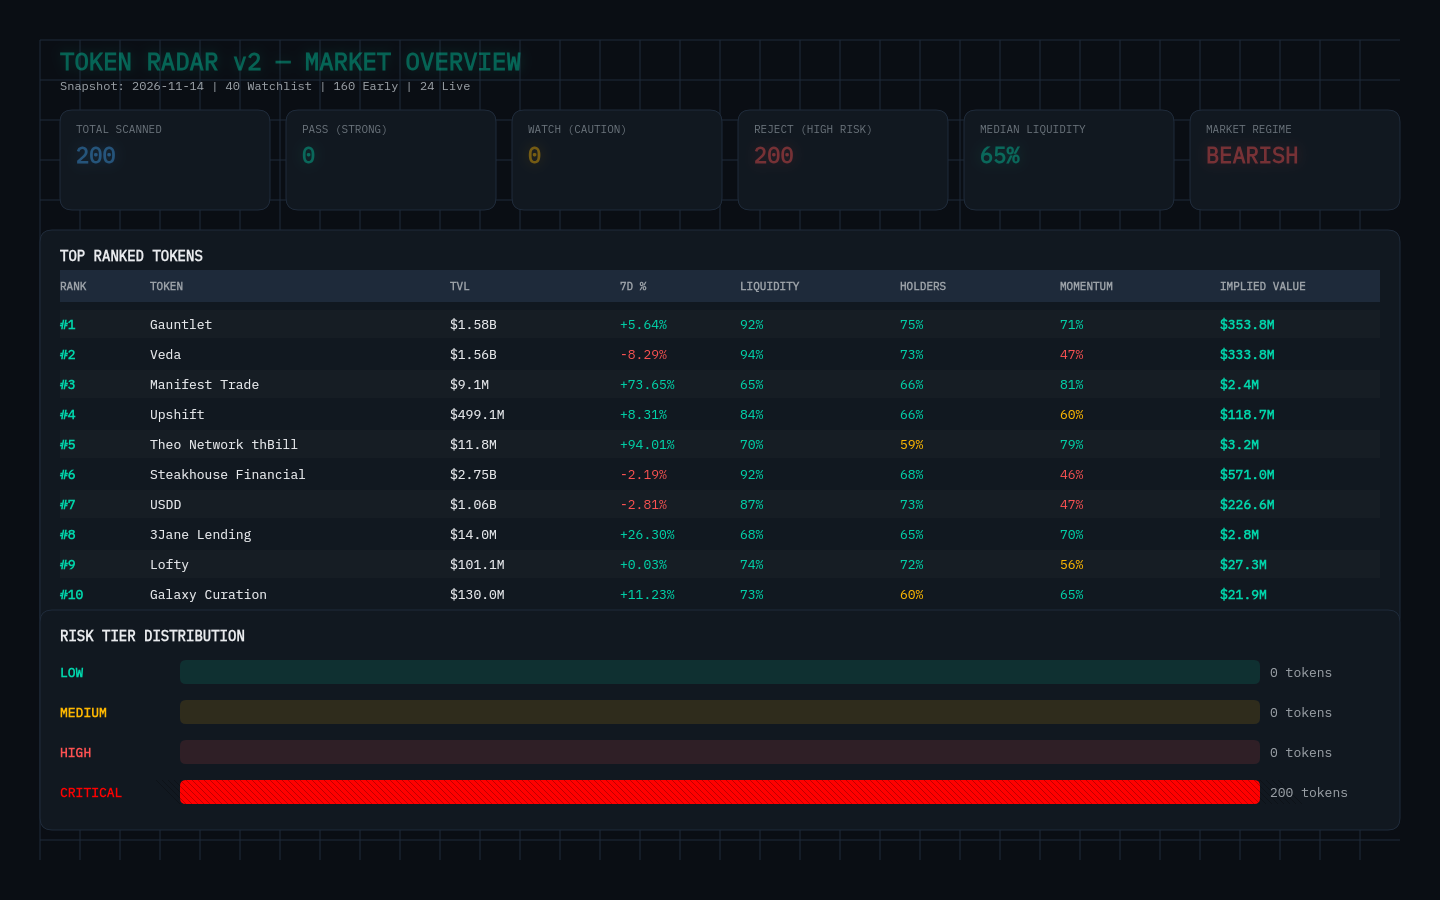 TOKEN RADAR v2 — MARKET OVERVIEW
Snapshot: 2026-11-14 | 40 Watchlist | 160 Early | 24 Live
TOTAL SCANNED PASS (STRONG) WATCH (CAUTION) REJECT (HIGH RISK) MEDIAN LIQUIDITY MARKET REGIME
200 0 0 200 65% BEARISH
TOP RANKED TOKENS
RANK TOKEN TVL 7D % LIQUIDITY HOLDERS MOMENTUM IMPLIED VALUE
#1 Gauntlet $1.58B +5.64% 92% 75% 71% $353.8M
#2 Veda $1.56B -8.29% 94% 73% 47% $333.8M
#3 Manifest Trade $9.1M +73.65% 65% 66% 81% $2.4M
#4 Upshift $499.1M +8.31% 84% 66% 60% $118.7M
#5 Theo Network thBill $11.8M +94.01% 70% 59% 79% $3.2M
#6 Steakhouse Financial $2.75B -2.19% 92% 68% 46% $571.0M
#7 USDD $1.06B -2.81% 87% 73% 47% $226.6M
#8 3Jane Lending $14.0M +26.30% 68% 65% 70% $2.8M
#9 Lofty $101.1M +0.03% 74% 72% 56% $27.3M
#10 Galaxy Curation $130.0M +11.23% 73% 60% 65% $21.9M
RISK TIER DISTRIBUTION
LOW 0 tokens
MEDIUM 0 tokens
HIGH 0 tokens
CRITICAL 200 tokens